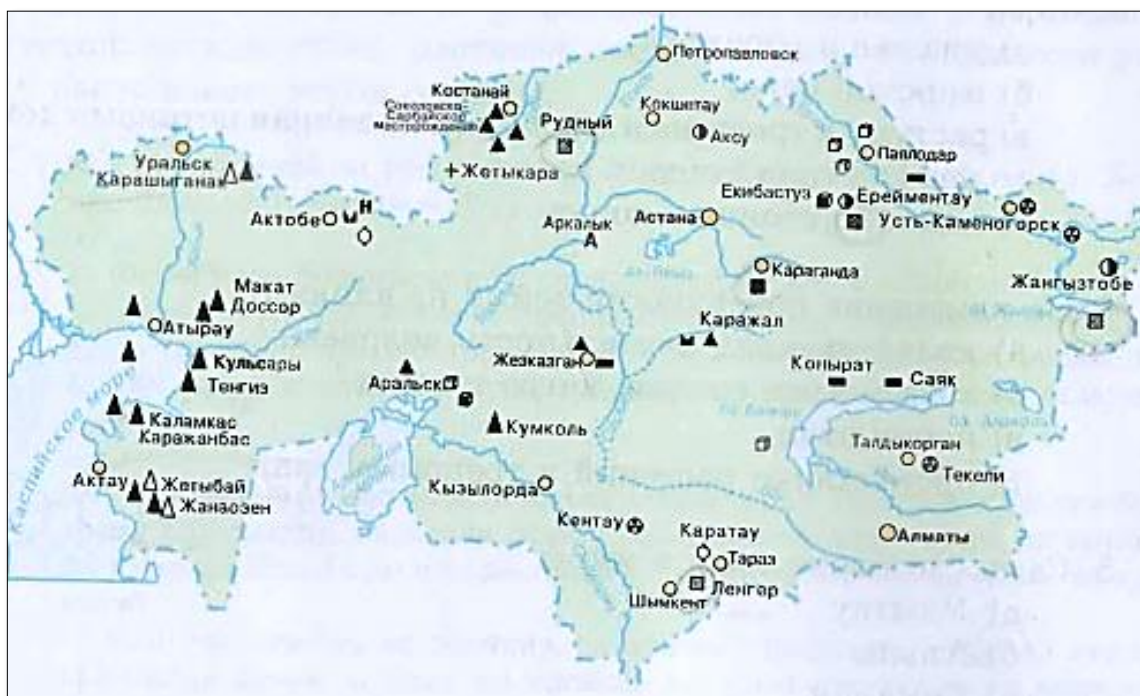 Петропавловск
Костанай
Соколовско-
Сарбайское
месторождение
Кокшетау
Рудный
Аксу
Павлодар
Уральск
Карашыганак
Жетыкара
Екибастуз
Ерейментау
Актобе
Н
Астана
Усть-Каменогорск
Аркалык
А
Караганда
Жангызтобе
Макат
Доссор
Атырау
Каражал
Кульсары
Жезказган
Тенгиз
Аральск
Конырат
Саяк
Каспийское море
Каламкас
Каражанбас
Кумколь
Талдыкорган
Актау
Жетыбай
Текели
Кызылорда
Жанаозен
Кентау
Каратау
Алматы
Тараз
Ленгер
Шымкент